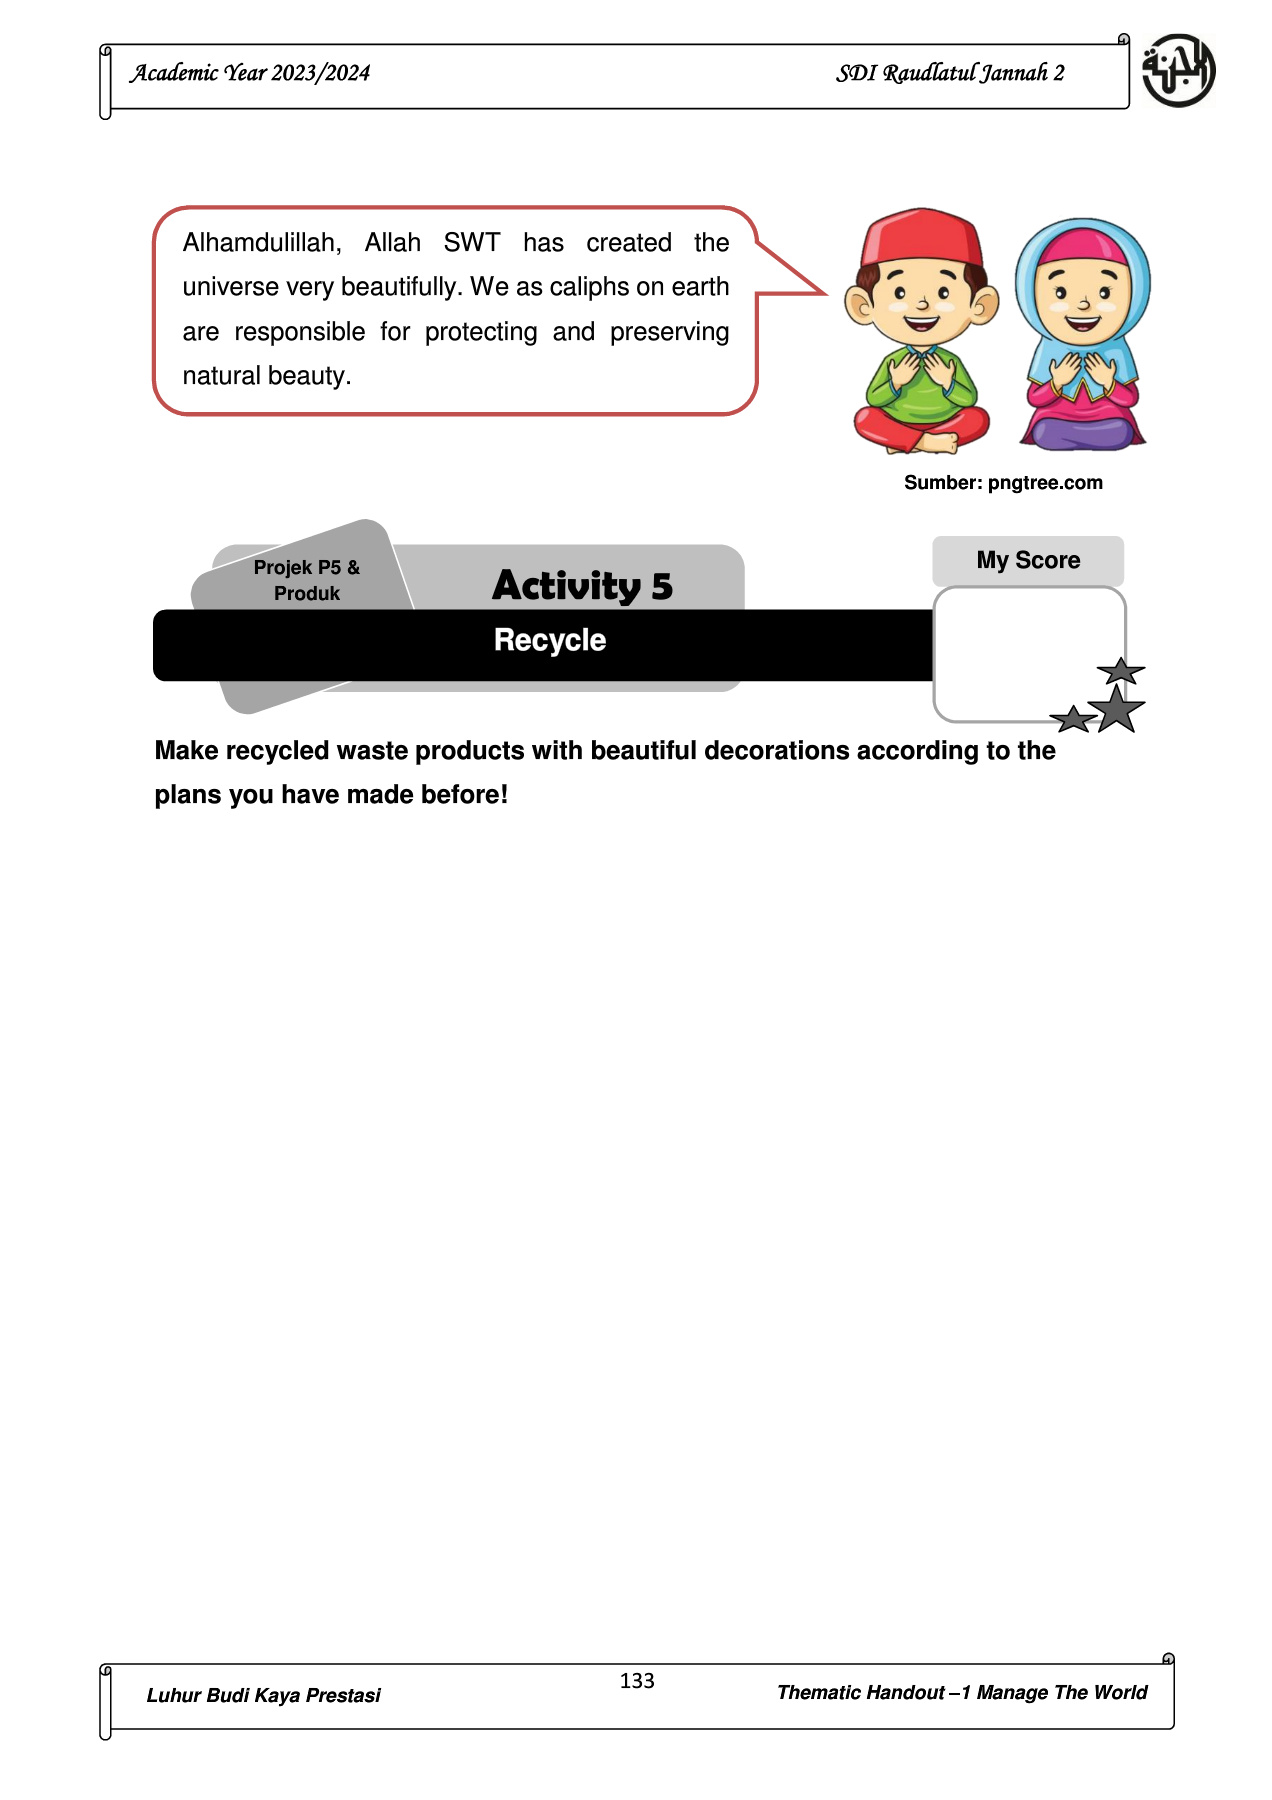 Academic Year 2023/2024
SDI Raudlatul Jannah 2
Alhamdulillah, Allah SWT has created the
universe very beautifully. We as caliphs on earth
are responsible for protecting and preserving
natural beauty.
Sumber: pngtree.com
Projek P5 &
Produk
Activity 5
My Score
Recycle
Make recycled waste products with beautiful decorations according to the
plans you have made before!
Luhur Budi Kaya Prestasi
133
Thematic Handout –1 Manage The World